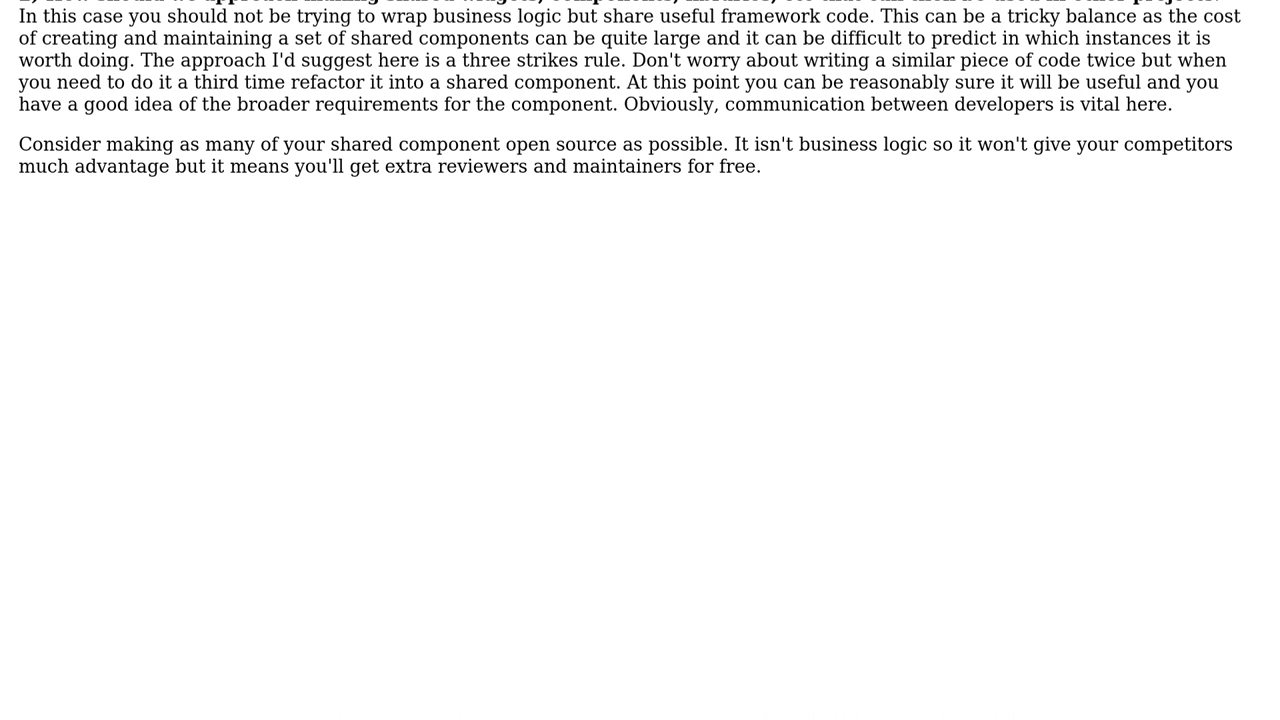 In this case you should not be trying to wrap business logic but share useful framework code. This can be a tricky balance as the cost
of creating and maintaining a set of shared components can be quite large and it can be difficult to predict in which instances it is
worth doing. The approach I'd suggest here is a three strikes rule. Don't worry about writing a similar piece of code twice but when
you need to do it a third time refactor it into a shared component. At this point you can be reasonably sure it will be useful and you
have a good idea of the broader requirements for the component. Obviously, communication between developers is vital here.
Consider making as many of your shared component open source as possible. It isn't business logic so it won't give your competitors
much advantage but it means you'll get extra reviewers and maintainers for free.